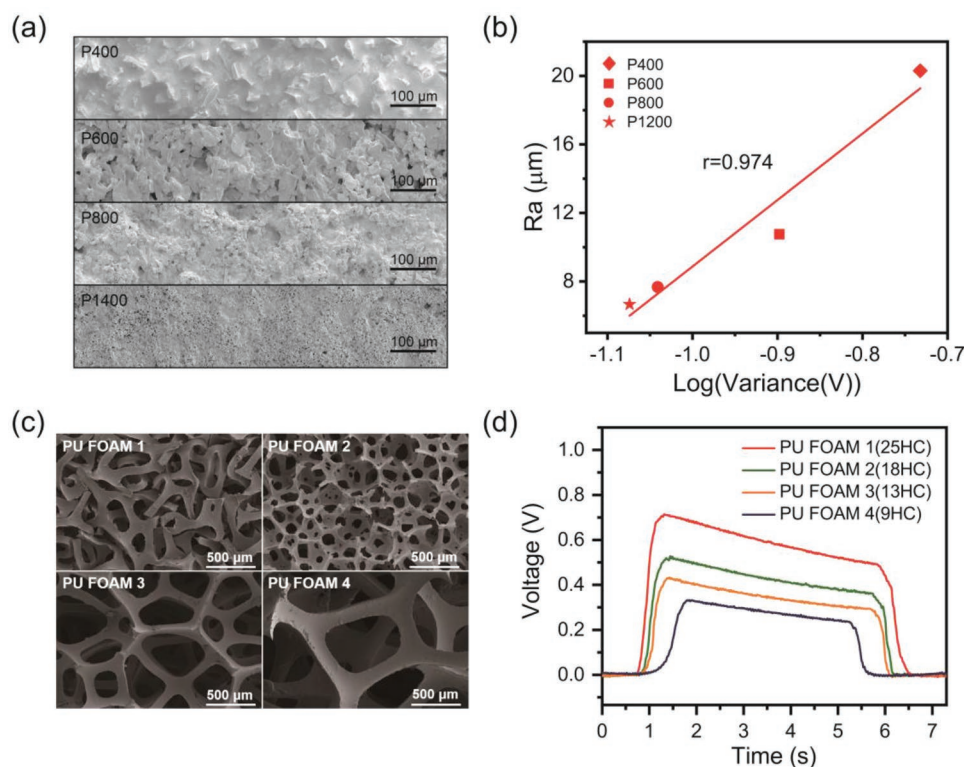 (a)
P400
100 µm
P600
100 µm
P800
100 µm
P1400
100 µm
(b)
P400
P600
P800
P1200
r=0.974
Ra (µm)
20
16
12
8
-1.1
-1.0
-0.9
-0.8
-0.7
Log(Variance(V))
(c)
PU FOAM 1
500 µm
PU FOAM 2
500 µm
PU FOAM 3
500 µm
PU FOAM 4
500 µm
(d)
PU FOAM 1(25HC)
PU FOAM 2(18HC)
PU FOAM 3(13HC)
PU FOAM 4(9HC)
Voltage (V)
1.0
0.8
0.6
0.4
0.2
0.0
0
1
2
3
4
5
6
7
Time (s)